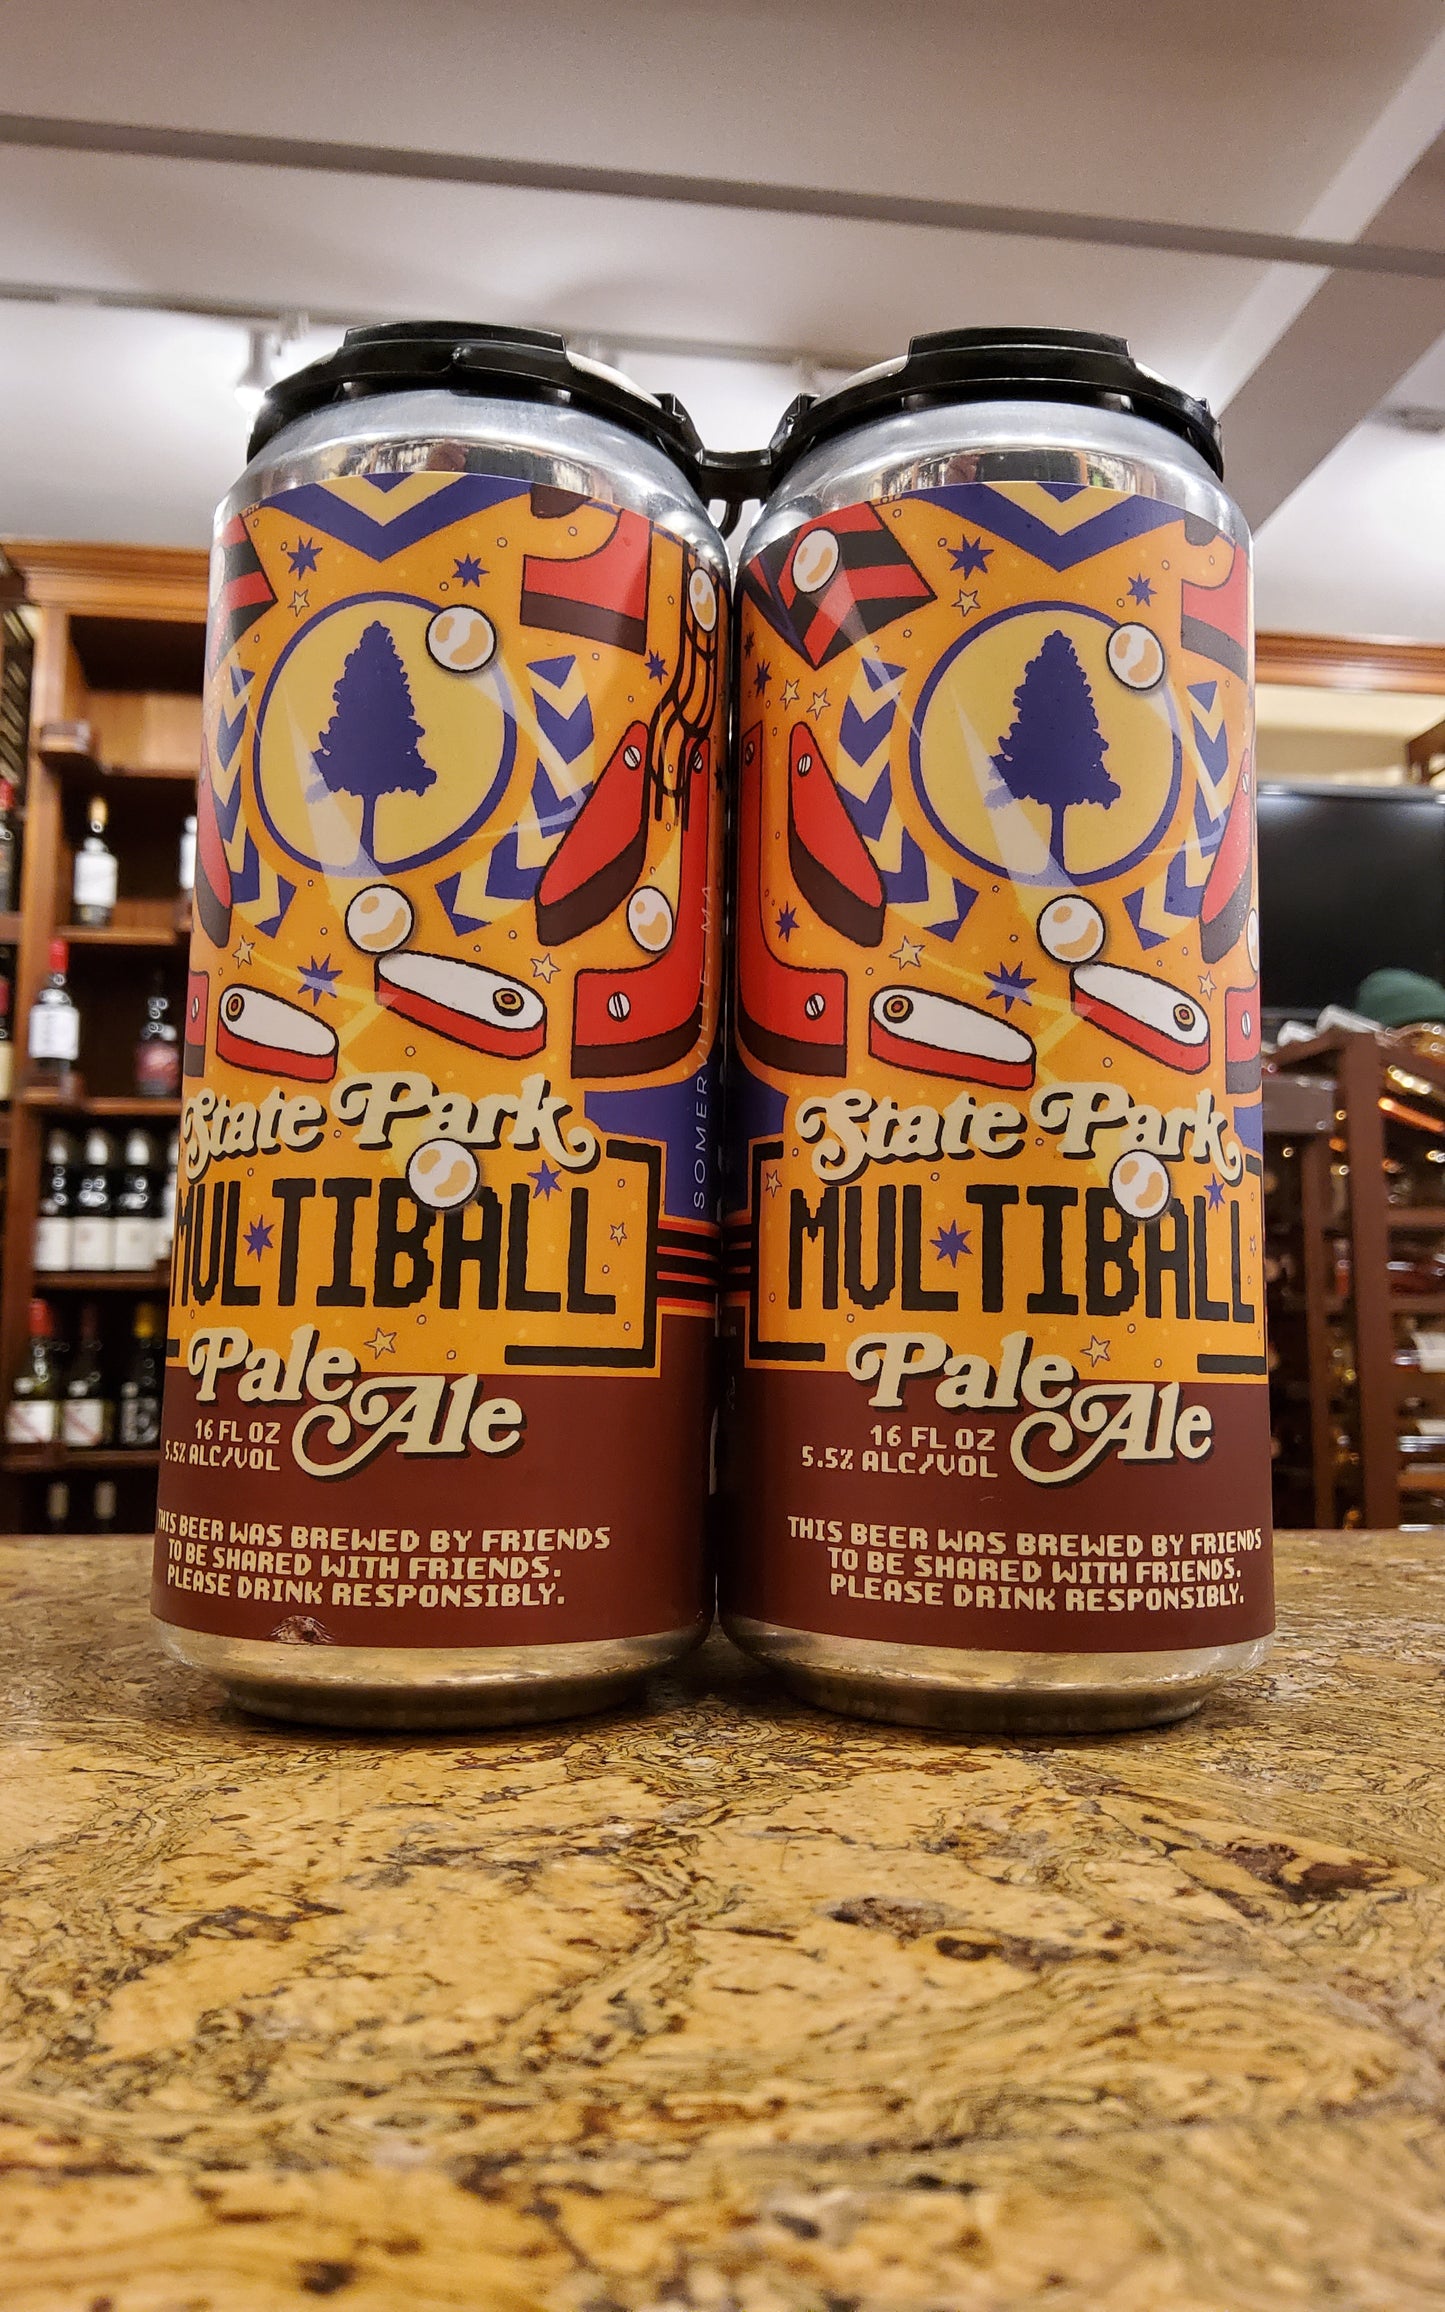 State Park
MULTIBALL
Pale Ale
16 FL OZ
5.5% ALC/VOL
THIS BEER WAS BREWED BY FRIENDS
TO BE SHARED WITH FRIENDS.
PLEASE DRINK RESPONSIBLY.
SOMERVILLE, MA
State Park
MULTIBALL
Pale Ale
16 FL OZ
5.5% ALC/VOL
THIS BEER WAS BREWED BY FRIENDS
TO BE SHARED WITH FRIENDS.
PLEASE DRINK RESPONSIBLY.